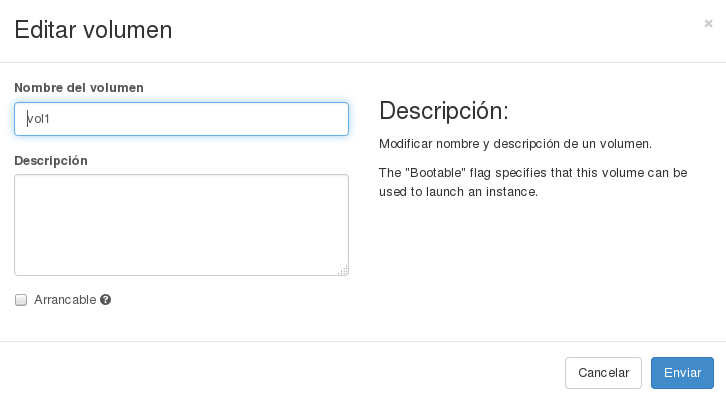 Editar volumen
×
Nombre del volumen
vol1
Descripción
Arrancable ?
Descripción:
Modificar nombre y descripción de un volumen.
The "Bootable" flag specifies that this volume can be
used to launch an instance.
Cancelar
Enviar